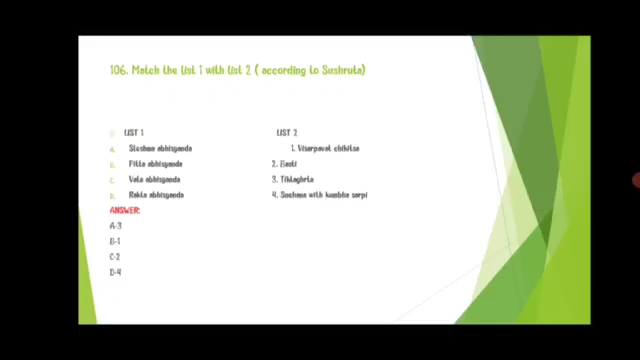 106. Match the list 1 with list 2 ( according to Sushruta)
LIST 1 LIST 2
A. Sleshma abhisyanda 1. Visarpavat chikitsa
B. Pitta abhisyanda 2. Basti
C. Vata abhisyanda 3. Tiktaghrta
D. Rakta abhisyanda 4. Snehana with kumbha sarpi
ANSWER:
A-3
B-1
C-2
D-4